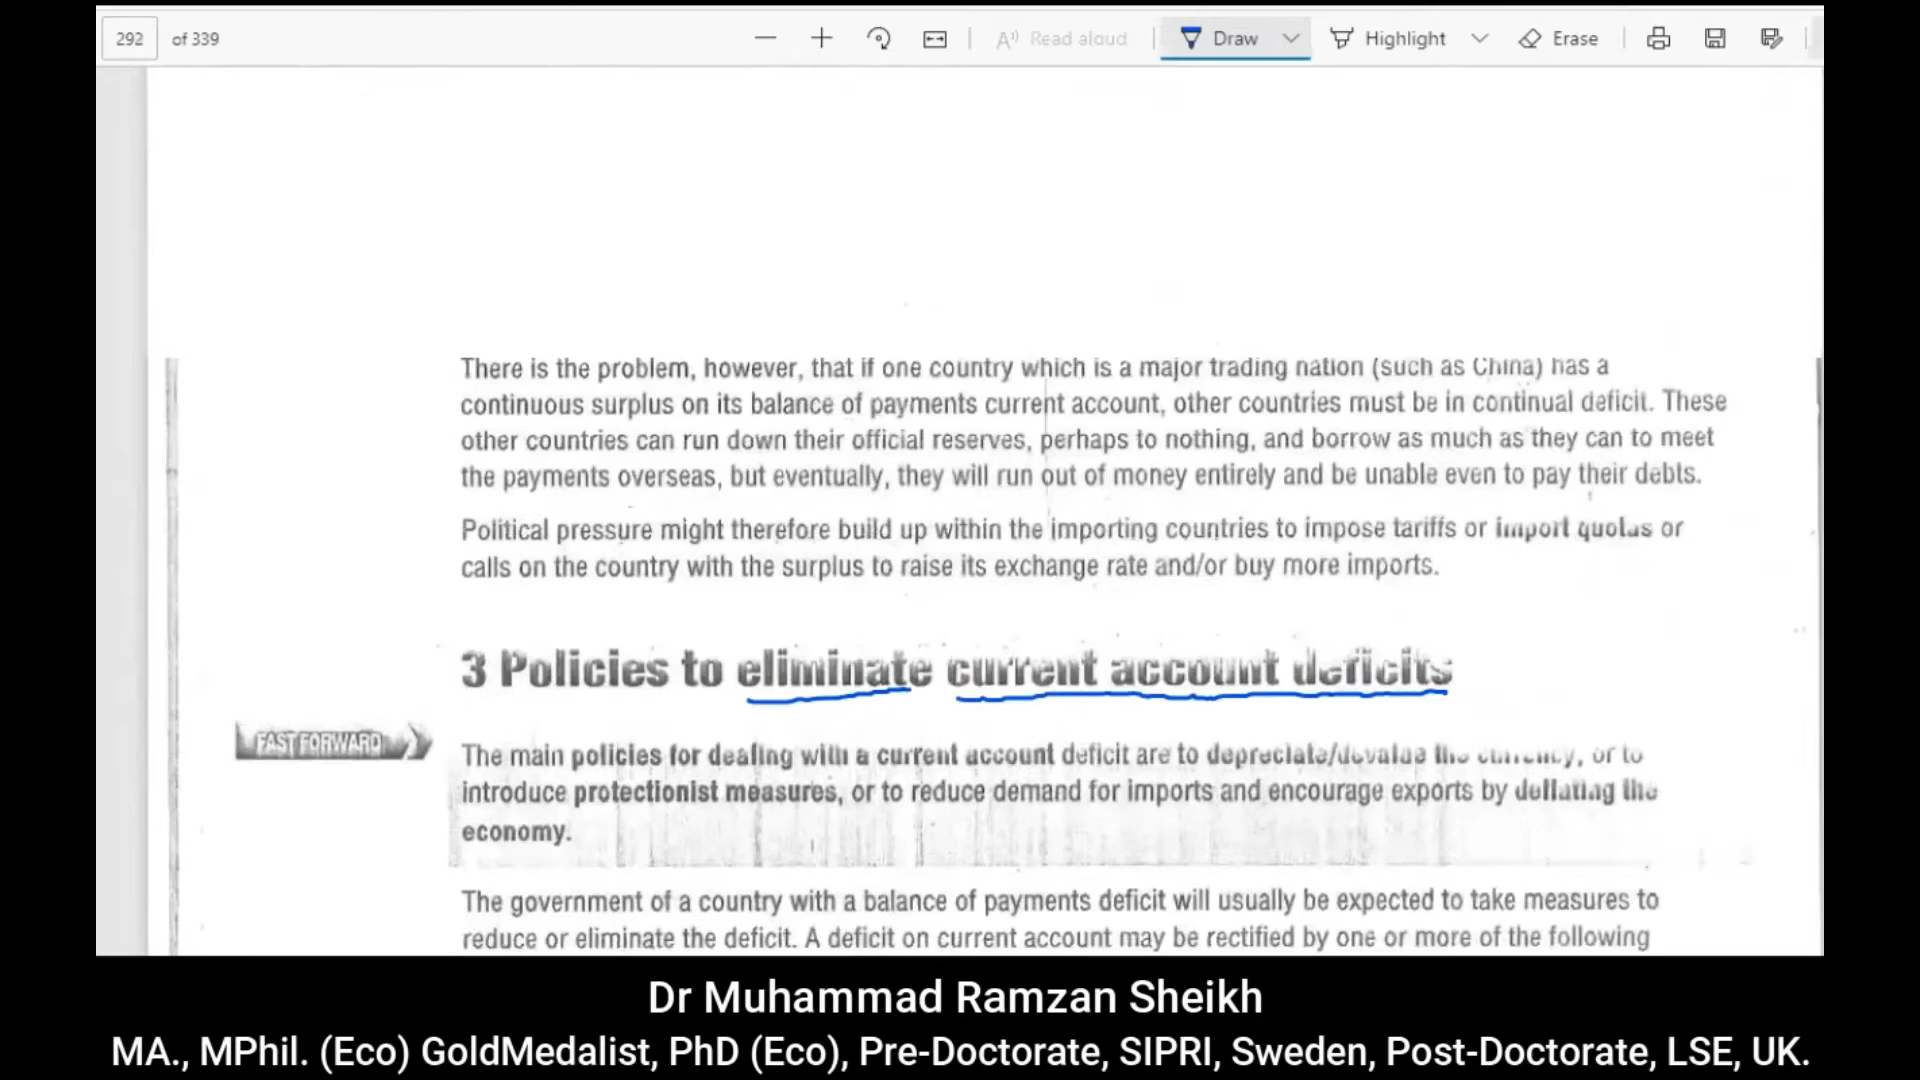 292 of 339 Read aloud Draw Highlight Erase
There is the problem, however, that if one country which is a major trading nation (such as China) has a
continuous surplus on its balance of payments current account, other countries must be in continual deficit. These
other countries can run down their official reserves, perhaps to nothing, and borrow as much as they can to meet
the payments overseas, but eventually, they will run out of money entirely and be unable even to pay their debts.
Political pressure might therefore build up within the importing countries to impose tariffs or import quotas or
calls on the country with the surplus to raise its exchange rate and/or buy more imports.
3 Policies to eliminate current account deficits
FAST FORWARD
The main policies for dealing with a current account deficit are to depreciate/devalue the currency, or to
introduce protectionist measures, or to reduce demand for imports and encourage exports by deflating the
economy.
The government of a country with a balance of payments deficit will usually be expected to take measures to
reduce or eliminate the deficit. A deficit on current account may be rectified by one or more of the following
Dr Muhammad Ramzan Sheikh
MA., MPhil. (Eco) GoldMedalist, PhD (Eco), Pre-Doctorate, SIPRI, Sweden, Post-Doctorate, LSE, UK.